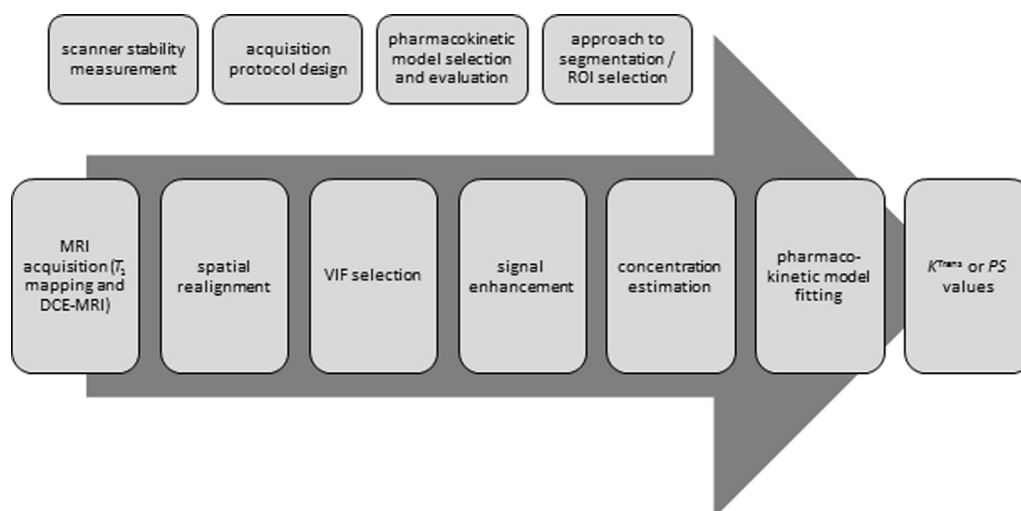 scanner stability
measurement
acquisition
protocol design
pharmacokinetic
model selection
and evaluation
approach to
segmentation /
ROI selection
MRI
acquisition (T₁
mapping and
DCE-MRI)
spatial
realignment
VIF selection
signal
enhancement
concentration
estimation
pharmaco-
kinetic model
fitting
Kᵀʳᵃⁿˢ or PS
values